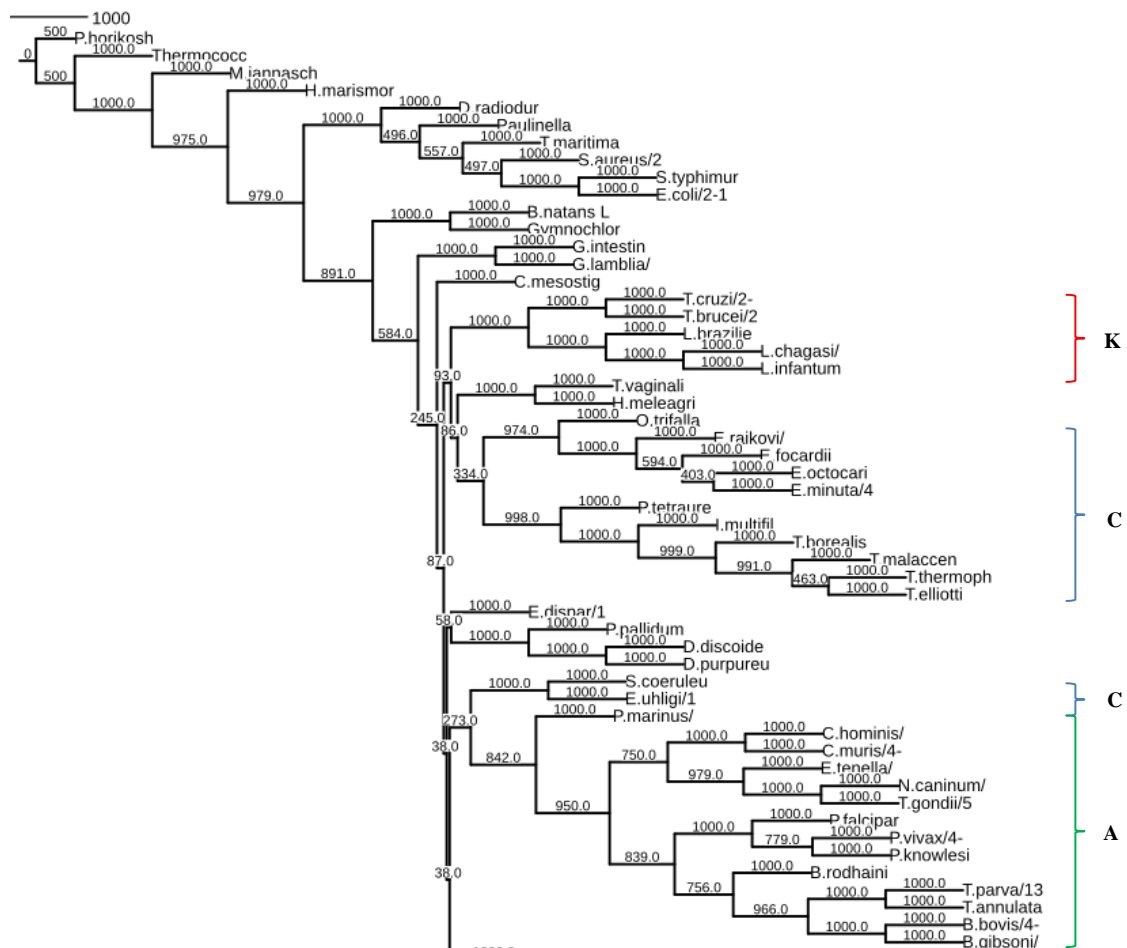 1000
500 P.horikosh
0
1000.0 Thermococc
500
1000.0 M.jannasch
1000.0 H.marismor
1000.0
1000.0 D.radiodur
1000.0
1000.0 Paulinella
496.0
975.0
1000.0 T.maritima
557.0
1000.0 S.aureus/2
497.0
1000.0 S.typhimur
1000.0
1000.0 E.coli/2-1
979.0
1000.0 B.natans L
1000.0
1000.0 Gymnochlor
1000.0 G.intestin
1000.0
1000.0 G.lamblia/
891.0
1000.0 C.mesostig
1000.0 T.cruzi/2-
1000.0
1000.0 T.brucei/2
1000.0
584.0
1000.0 L.brazilie
K
1000.0
1000.0 L.chagasi/
1000.0
1000.0 L.infantum
93.0
1000.0 T.vaginali
1000.0
1000.0 H.meleagri
245.0
1000.0 O.trifalla
86.0
974.0
1000.0 E.raikovi/
1000.0
1000.0 E.focardii
594.0
334.0
1000.0 E.octocari
403.0
1000.0 E.minuta/4
1000.0 P.tetraure
998.0
C
1000.0 I.multifil
1000.0
1000.0 T.borealis
999.0
87.0
1000.0 T.malaccen
991.0
1000.0 T.thermoph
463.0
1000.0 T.elliotti
1000.0 E.dispar/1
58.0
1000.0 P.pallidum
1000.0
1000.0 D.discoide
1000.0
1000.0 D.purpureu
1000.0 S.coeruleu
1000.0
1000.0 E.uhligi/1
C
1000.0 P.marinus/
273.0
1000.0 C.hominis/
1000.0
38.0
1000.0 C.muris/4-
842.0
750.0
1000.0 E.tenella/
979.0
1000.0 N.caninum/
1000.0
1000.0 T.gondii/5
950.0
1000.0 P.falcipar
1000.0
A
1000.0 P.vivax/4-
779.0
1000.0 P.knowlesi
839.0
38.0
1000.0 B.rodhaini
1000.0 T.parva/13
756.0
1000.0
1000.0 T.annulata
966.0
1000.0 B.bovis/4-
1000.0
1000.0 B.gibsoni/